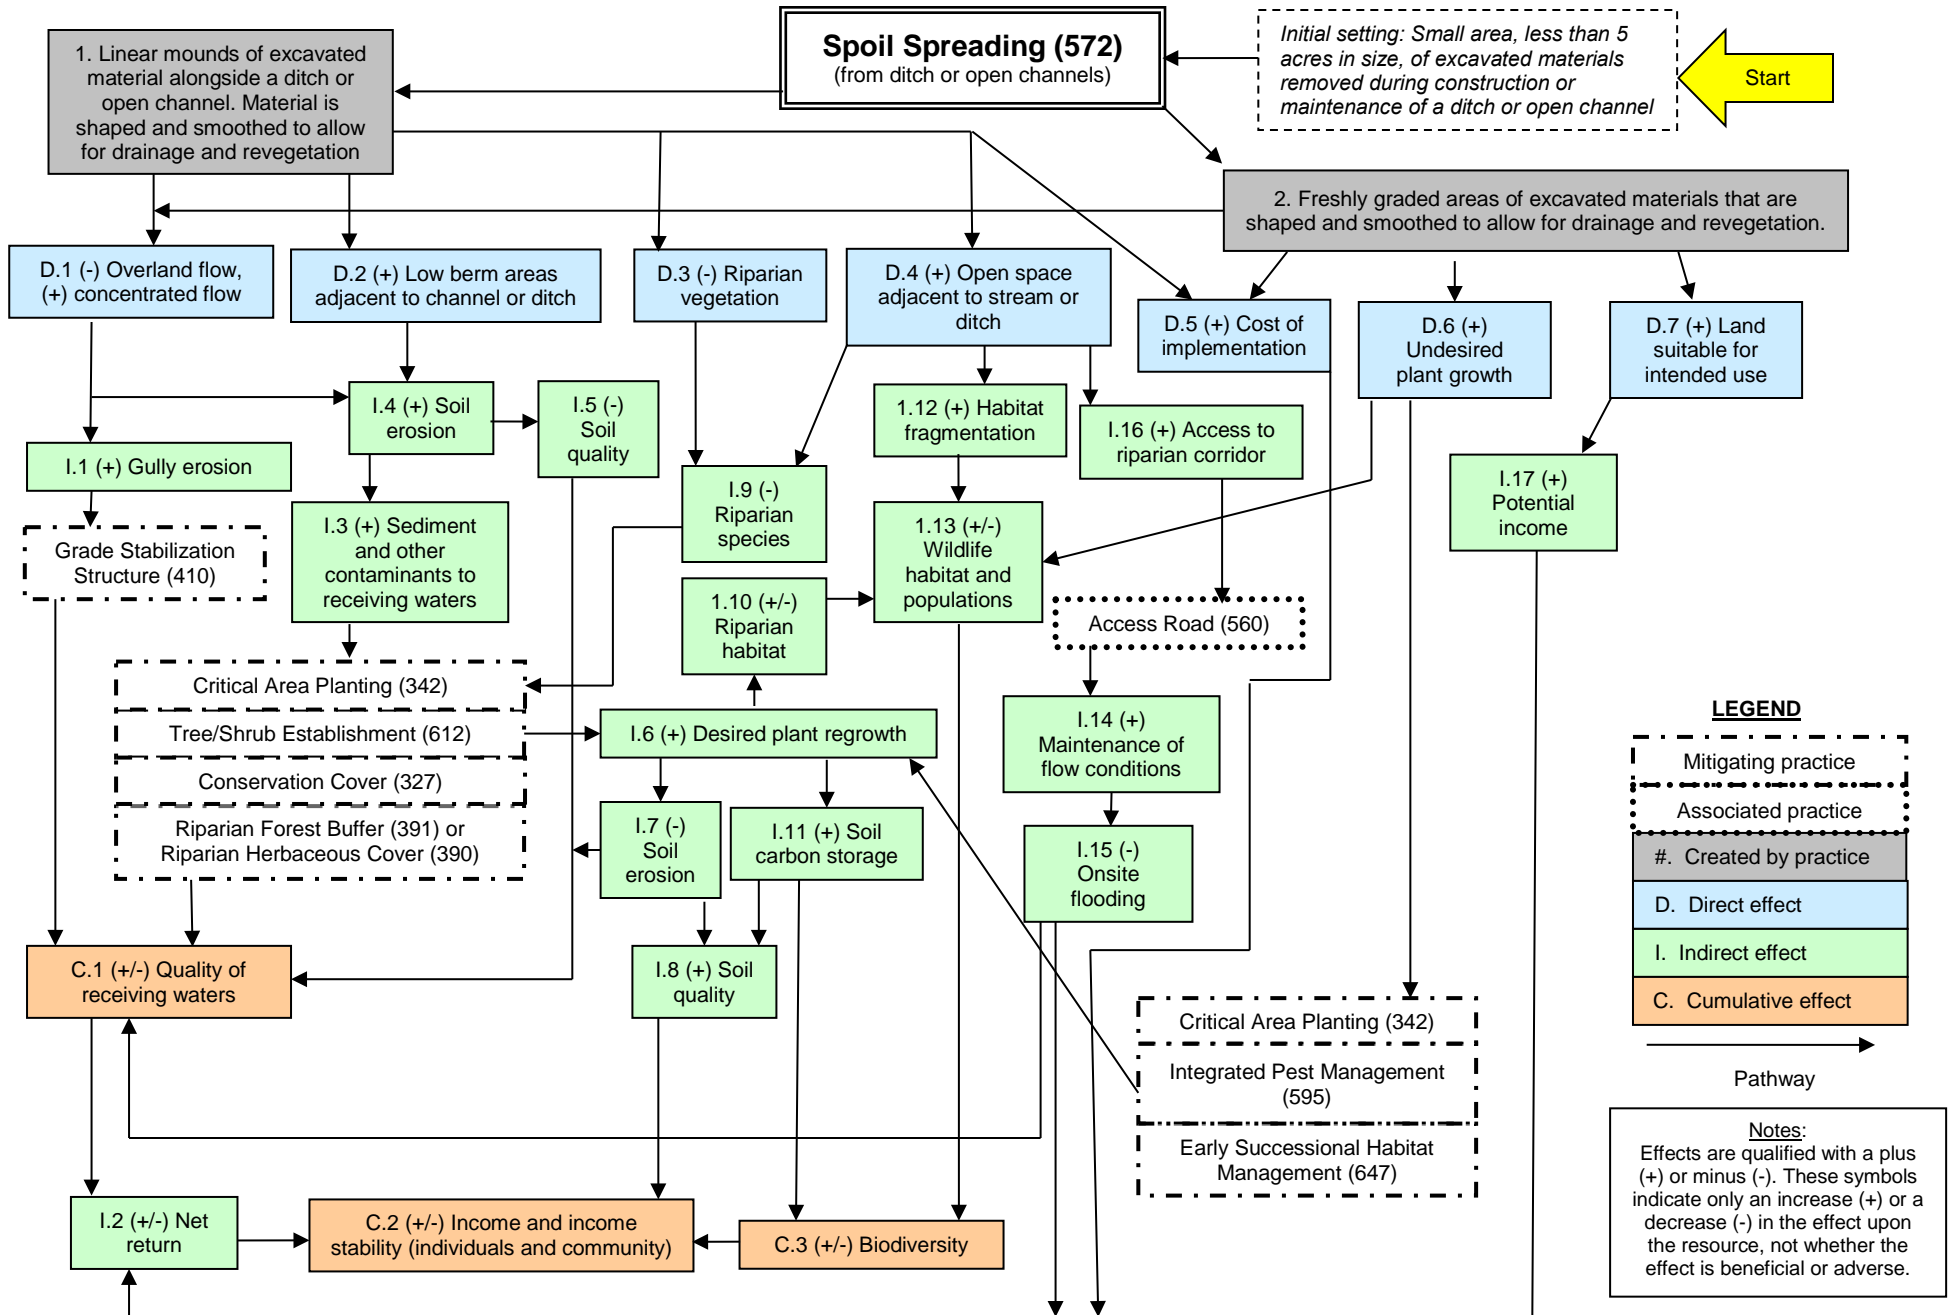 Spoil Spreading (572)
(from ditch or open channels)
Initial setting: Small area, less than 5
acres in size, of excavated materials
removed during construction or
maintenance of a ditch or open channel
Start
1. Linear mounds of excavated
material alongside a ditch or
open channel. Material is
shaped and smoothed to allow
for drainage and revegetation
2. Freshly graded areas of excavated materials that are
shaped and smoothed to allow for drainage and revegetation.
D.1 (-) Overland flow,
(+) concentrated flow
D.2 (+) Low berm areas
adjacent to channel or ditch
D.3 (-) Riparian
vegetation
D.4 (+) Open space
adjacent to stream or
ditch
D.5 (+) Cost of
implementation
D.6 (+)
Undesired
plant growth
D.7 (+) Land
suitable for
intended use
I.4 (+) Soil
erosion
I.5 (-)
Soil
quality
1.12 (+) Habitat
fragmentation
I.16 (+) Access to
riparian corridor
I.1 (+) Gully erosion
I.17 (+)
Potential
income
I.9 (-)
Riparian
species
I.3 (+) Sediment
and other
contaminants to
receiving waters
1.13 (+/-)
Wildlife
habitat and
populations
Grade Stabilization
Structure (410)
1.10 (+/-)
Riparian
habitat
Access Road (560)
Critical Area Planting (342)
Tree/Shrub Establishment (612)
Conservation Cover (327)
Riparian Forest Buffer (391) or
Riparian Herbaceous Cover (390)
I.6 (+) Desired plant regrowth
I.14 (+)
Maintenance of
flow conditions
I.7 (-)
Soil
erosion
I.11 (+) Soil
carbon storage
I.15 (-)
Onsite
flooding
C.1 (+/-) Quality of
receiving waters
I.8 (+) Soil
quality
Critical Area Planting (342)
Integrated Pest Management
(595)
Early Successional Habitat
Management (647)
I.2 (+/-) Net
return
C.2 (+/-) Income and income
stability (individuals and community)
C.3 (+/-) Biodiversity
LEGEND
Mitigating practice
Associated practice
#. Created by practice
D. Direct effect
I. Indirect effect
C. Cumulative effect
Pathway
Notes:
Effects are qualified with a plus
(+) or minus (-). These symbols
indicate only an increase (+) or a
decrease (-) in the effect upon
the resource, not whether the
effect is beneficial or adverse.